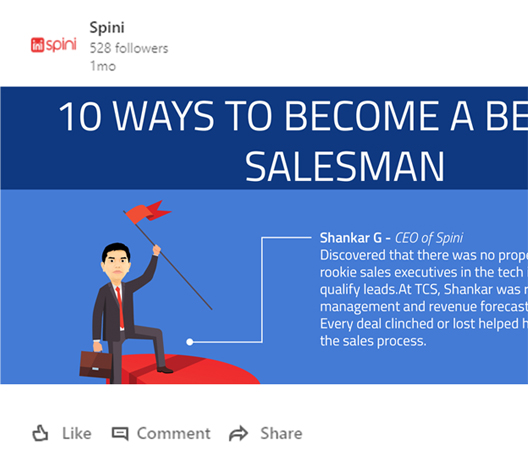 Spini
ini spini
528 followers
1mo
10 WAYS TO BECOME A BE
SALESMAN
Shankar G - CEO of Spini
Discovered that there was no prope
rookie sales executives in the tech i
qualify leads.At TCS, Shankar was r
management and revenue forecast
Every deal clinched or lost helped h
the sales process.
Like Comment Share